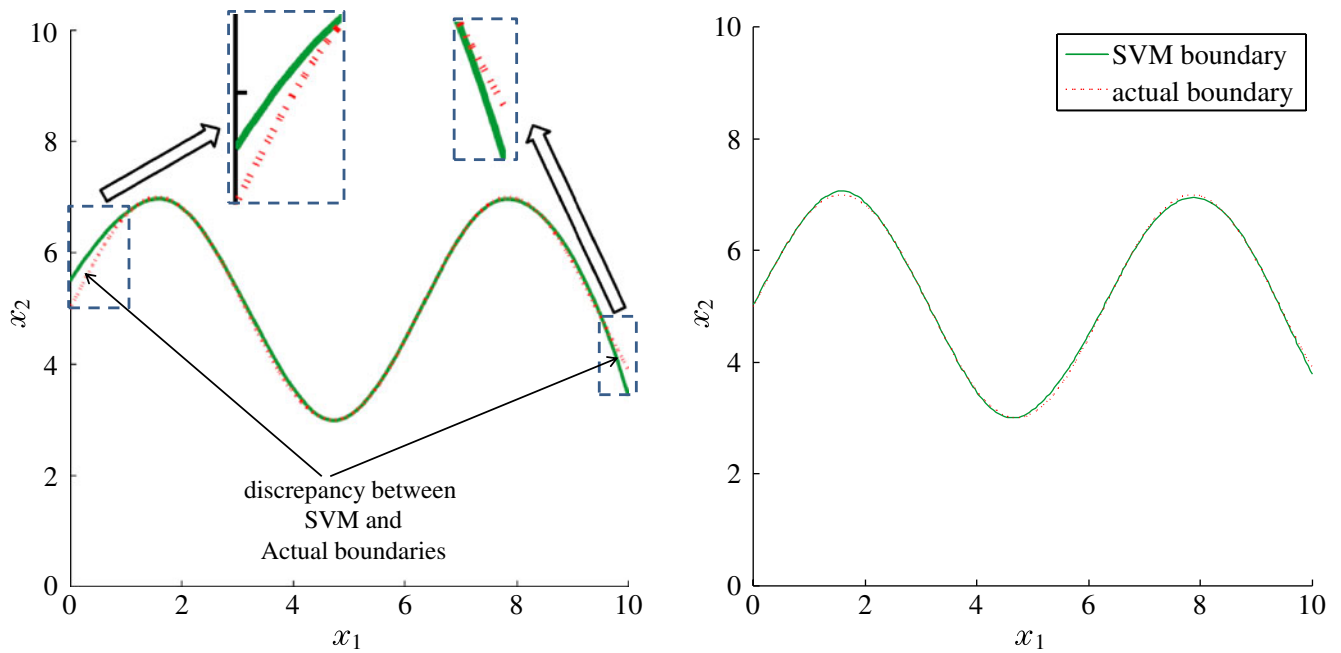 10
8
6
4
2
0
x₂
0 2 4 6 8 10
x₁
discrepancy between
SVM and
Actual boundaries
SVM boundary
actual boundary
10
8
6
4
2
0
x₂
0 2 4 6 8 10
x₁